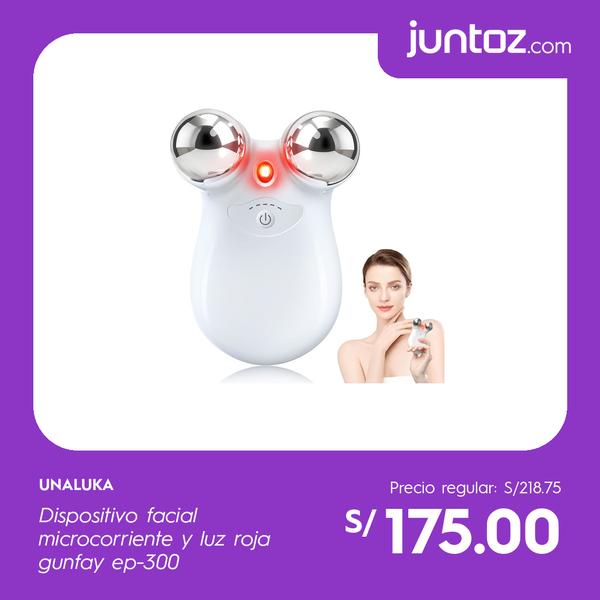 juntoz.com
UNALUKA
Dispositivo facial
microcorriente y luz roja
gunfay ep-300
Precio regular: S/218.75
S/175.00